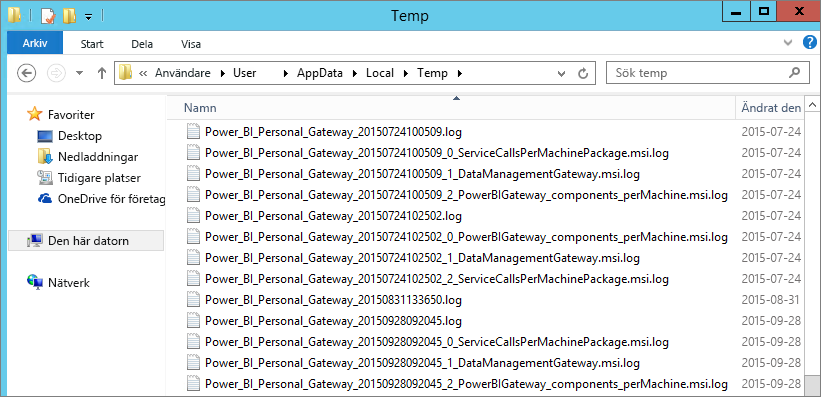 Temp
Arkiv Start Dela Visa
« Användare User AppData Local Temp Sök temp
Favoriter
Desktop
Nedladdningar
Tidigare platser
OneDrive för företag
Den här datorn
Nätverk
Namn Ändrat den
Power_BI_Personal_Gateway_20150724100509.log 2015-07-24
Power_BI_Personal_Gateway_20150724100509_0_ServiceCallsPerMachinePackage.msi.log 2015-07-24
Power_BI_Personal_Gateway_20150724100509_1_DataManagementGateway.msi.log 2015-07-24
Power_BI_Personal_Gateway_20150724100509_2_PowerBIGateway_components_perMachine.msi.log 2015-07-24
Power_BI_Personal_Gateway_20150724102502.log 2015-07-24
Power_BI_Personal_Gateway_20150724102502_0_PowerBIGateway_components_perMachine.msi.log 2015-07-24
Power_BI_Personal_Gateway_20150724102502_1_DataManagementGateway.msi.log 2015-07-24
Power_BI_Personal_Gateway_20150724102502_2_ServiceCallsPerMachinePackage.msi.log 2015-07-24
Power_BI_Personal_Gateway_20150831133650.log 2015-08-31
Power_BI_Personal_Gateway_20150928092045.log 2015-09-28
Power_BI_Personal_Gateway_20150928092045_0_ServiceCallsPerMachinePackage.msi.log 2015-09-28
Power_BI_Personal_Gateway_20150928092045_1_DataManagementGateway.msi.log 2015-09-28
Power_BI_Personal_Gateway_20150928092045_2_PowerBIGateway_components_perMachine.msi.log 2015-09-28